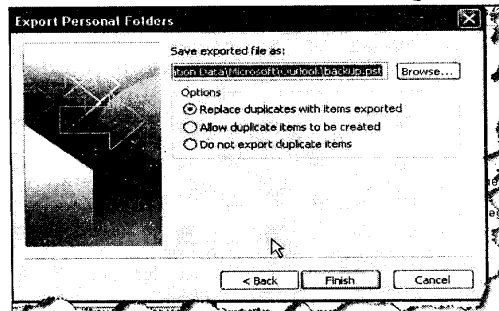 Export Personal Folders
Save exported file as:
tion Data\Microsoft\Outlook\backup.pst
Browse...
Options
Replace duplicates with items exported
Allow duplicate items to be created
Do not export duplicate items
< Back
Finish
Cancel